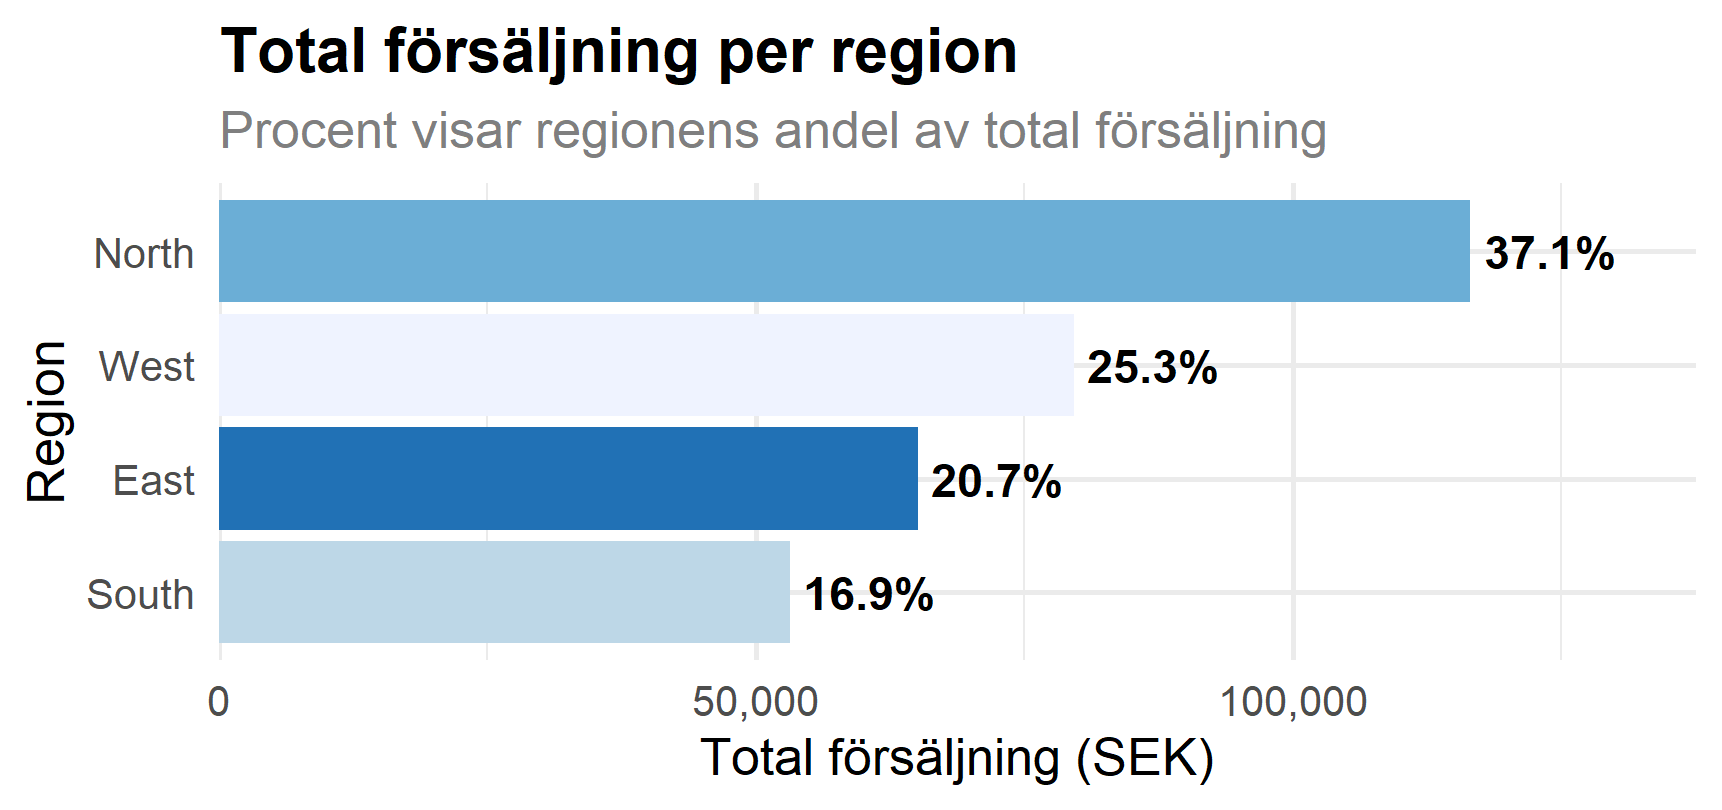 Total försäljning per region
Procent visar regionens andel av total försäljning
Region
North
37.1%
West
25.3%
East
20.7%
South
16.9%
0
50,000
100,000
Total försäljning (SEK)